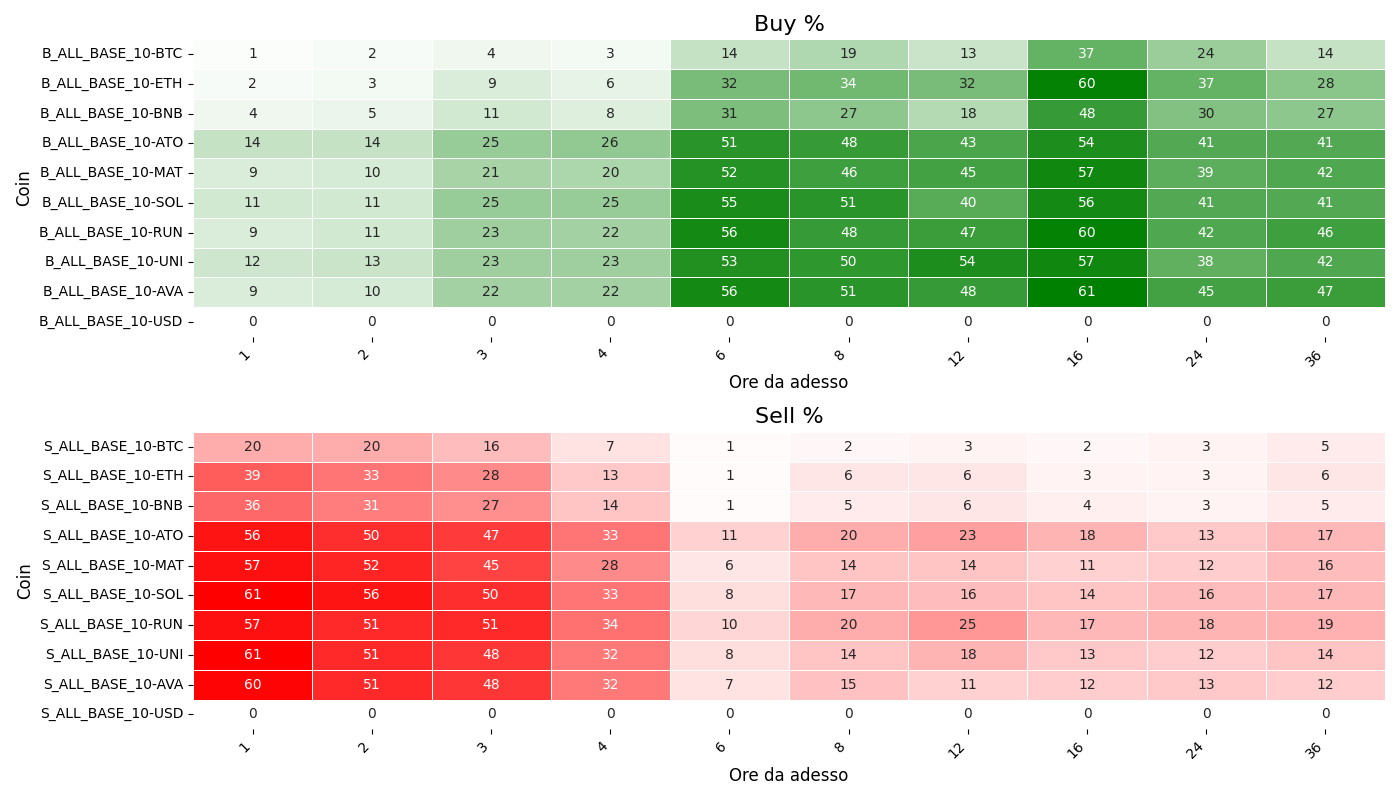 Buy %
Coin
B_ALL_BASE_10-BTC 1 2 4 3 14 19 13 37 24 14
B_ALL_BASE_10-ETH 2 3 9 6 32 34 32 60 37 28
B_ALL_BASE_10-BNB 4 5 11 8 31 27 18 48 30 27
B_ALL_BASE_10-ATO 14 14 25 26 51 48 43 54 41 41
B_ALL_BASE_10-MAT 9 10 21 20 52 46 45 57 39 42
B_ALL_BASE_10-SOL 11 11 25 25 55 51 40 56 41 41
B_ALL_BASE_10-RUN 9 11 23 22 56 48 47 60 42 46
B_ALL_BASE_10-UNI 12 13 23 23 53 50 54 57 38 42
B_ALL_BASE_10-AVA 9 10 22 22 56 51 48 61 45 47
B_ALL_BASE_10-USD 0 0 0 0 0 0 0 0 0 0
1 2 3 4 6 8 12 16 24 36
Ore da adesso
Sell %
Coin
S_ALL_BASE_10-BTC 20 20 16 7 1 2 3 2 3 5
S_ALL_BASE_10-ETH 39 33 28 13 1 6 6 3 3 6
S_ALL_BASE_10-BNB 36 31 27 14 1 5 6 4 3 5
S_ALL_BASE_10-ATO 56 50 47 33 11 20 23 18 13 17
S_ALL_BASE_10-MAT 57 52 45 28 6 14 14 11 12 16
S_ALL_BASE_10-SOL 61 56 50 33 8 17 16 14 16 17
S_ALL_BASE_10-RUN 57 51 51 34 10 20 25 17 18 19
S_ALL_BASE_10-UNI 61 51 48 32 8 14 18 13 12 14
S_ALL_BASE_10-AVA 60 51 48 32 7 15 11 12 13 12
S_ALL_BASE_10-USD 0 0 0 0 0 0 0 0 0 0
1 2 3 4 6 8 12 16 24 36
Ore da adesso